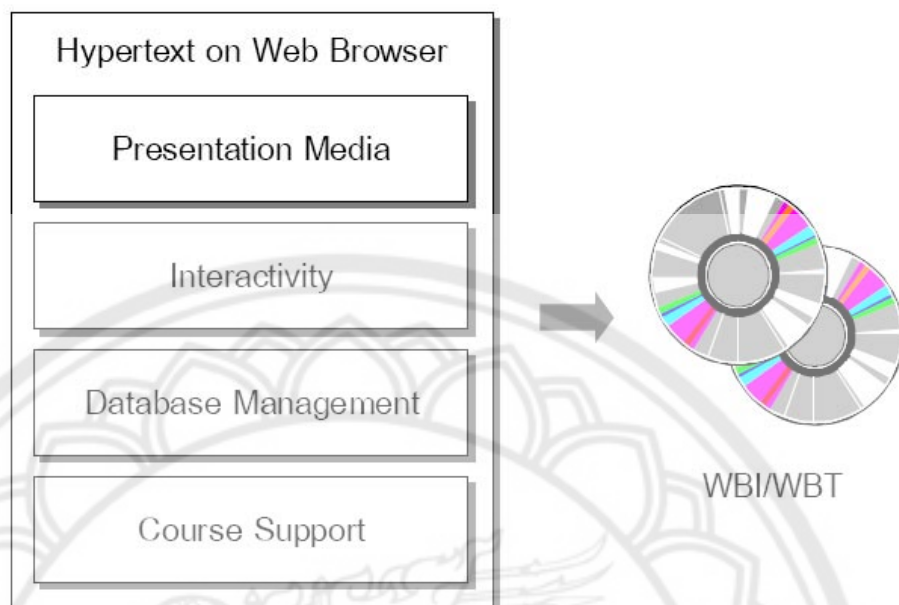 Hypertext on Web Browser
Presentation Media
Interactivity
Database Management
Course Support
WBI/WBT